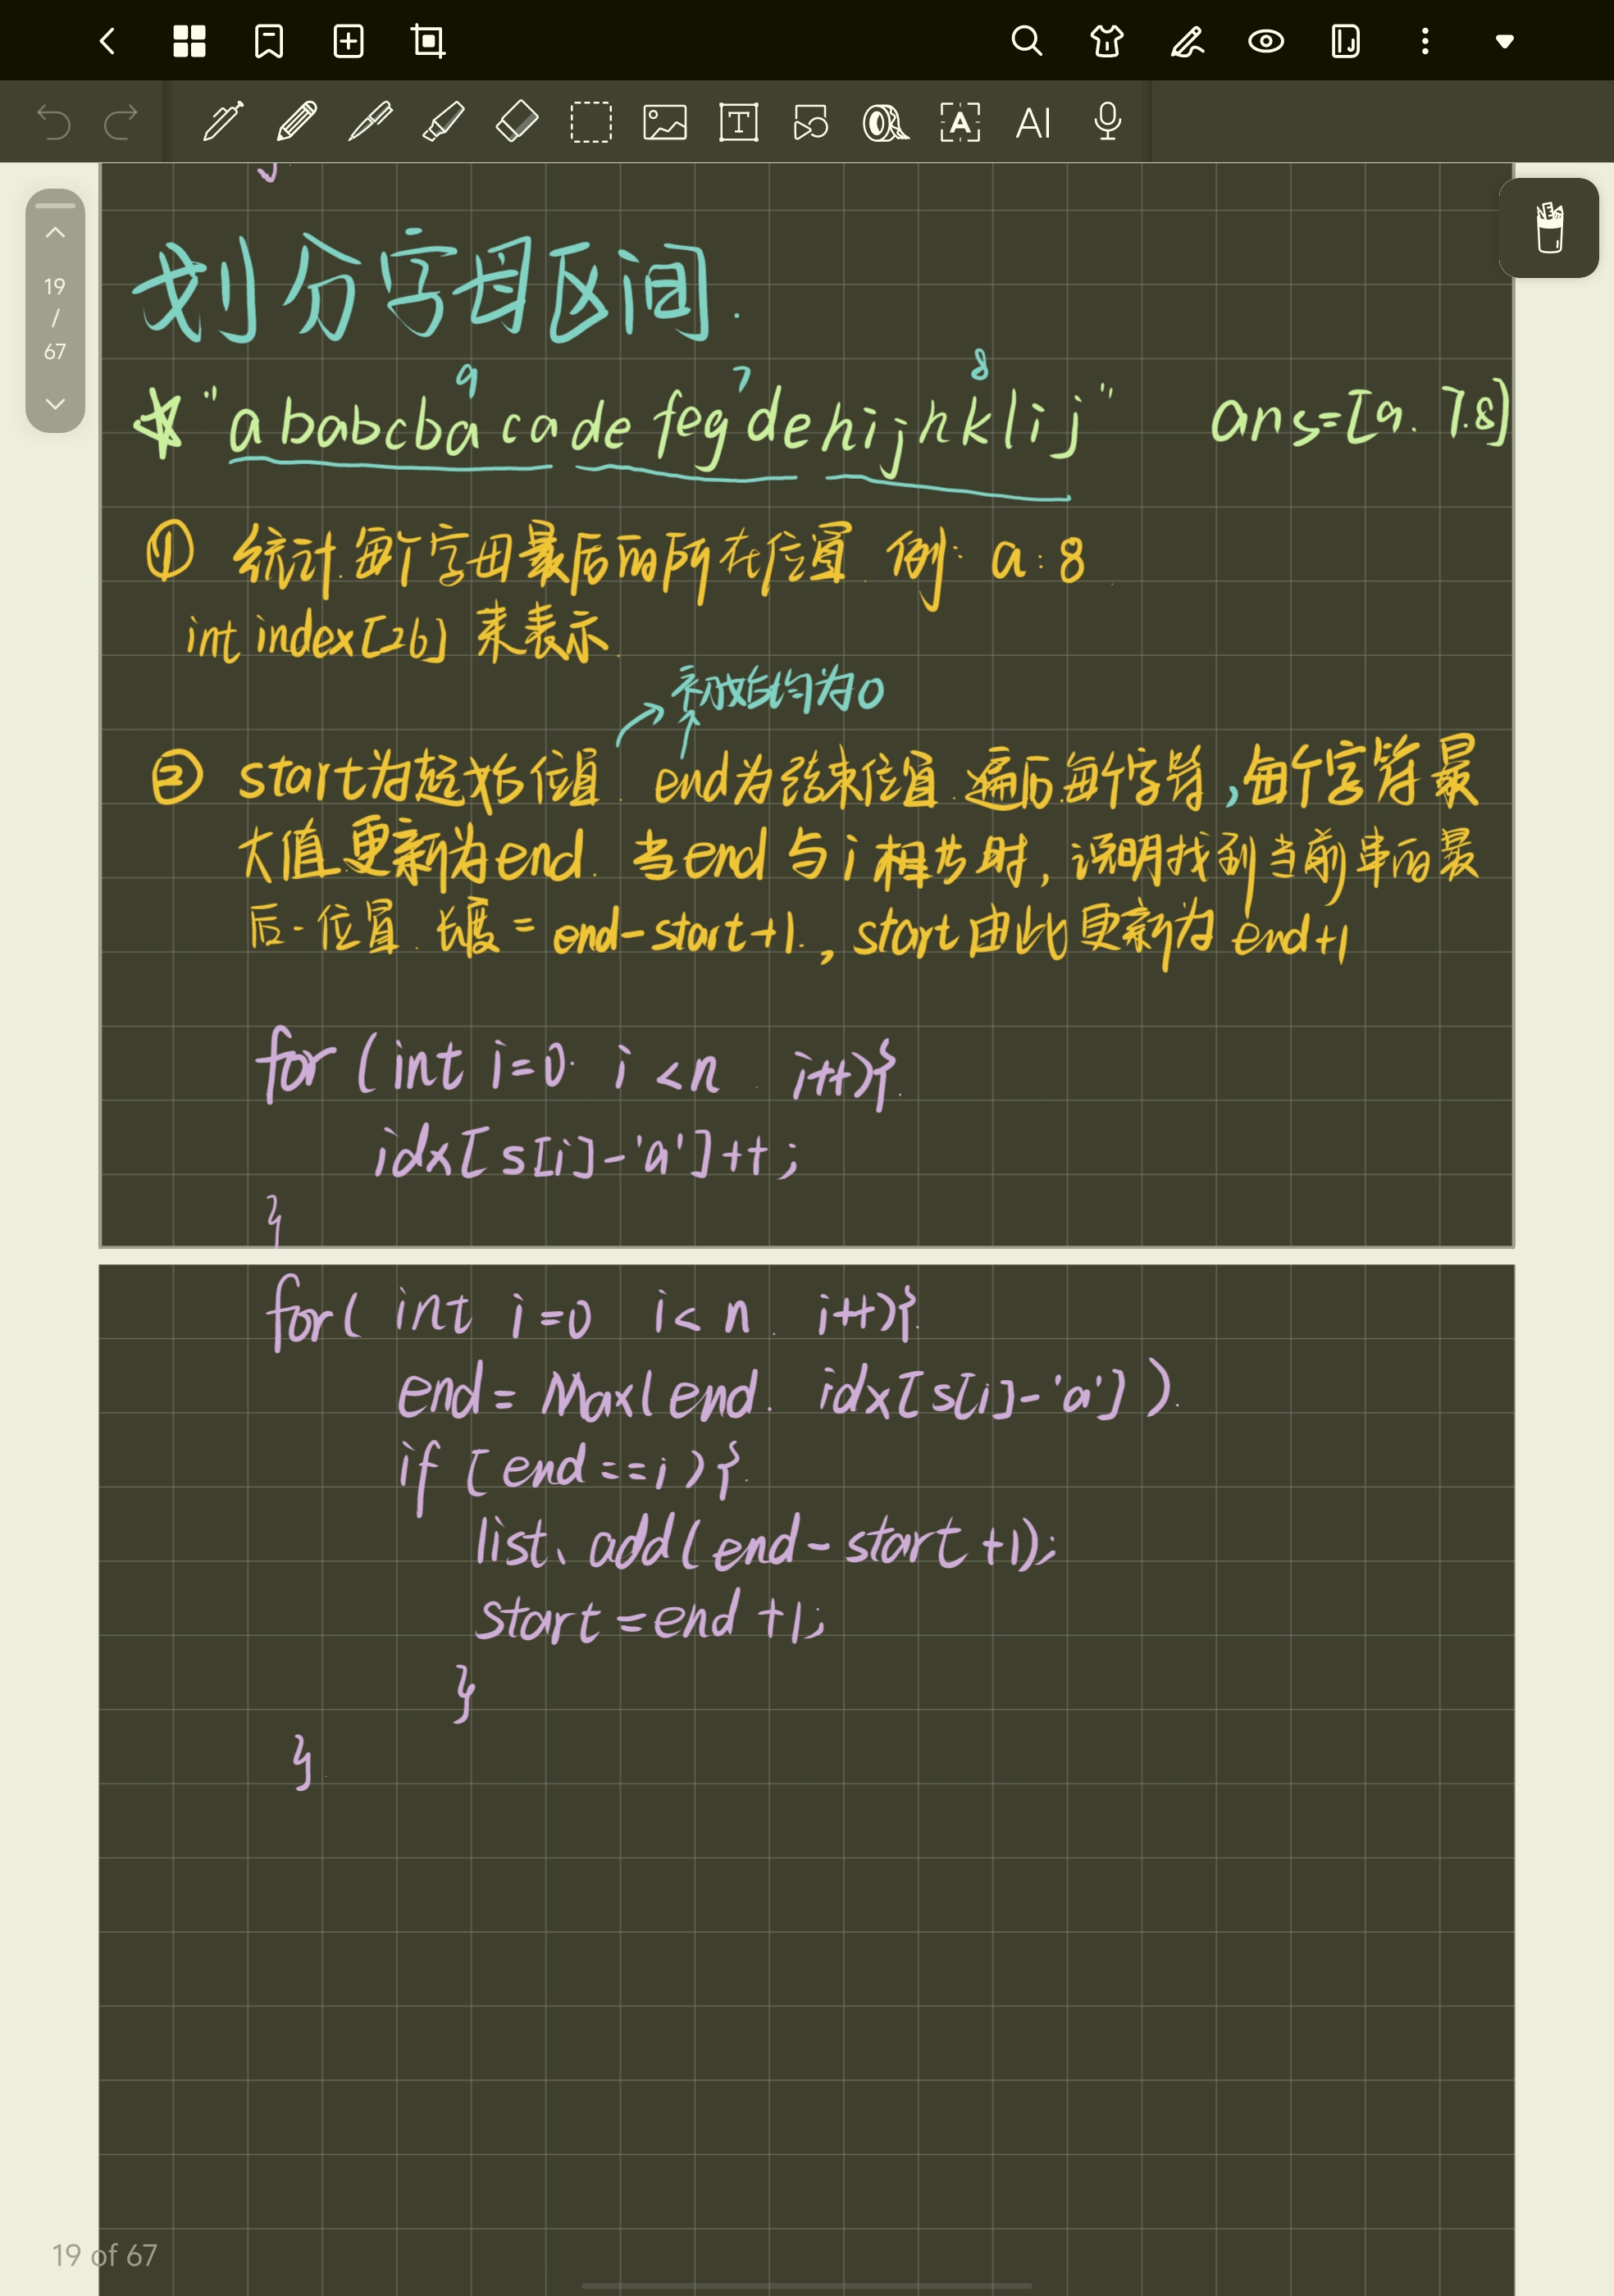 AI
19
/
67
划分字母区间.
9 7 8
"ababcbacadefegdehijhklij" ans=[9. 7.8]
① 统计每个字母最后的所在位置 例: a:8
int index[26] 来表示.
初始均为0
② start为起始位置. end为结束位置.遍历每个字符,每个字符最
大值更新为end. 当end与i相此时,说明找到当前串的最
后一位置. 长度=end-start+1.,start由此更新为end+1
for (int i=0 i<n i++){
idx[s[i]-'a']++;
}
for( int i=0 i<n i++){
end=Max(end. idx[s[i]-'a']).
if [end==i){
list、add(end-start+1);
start=end+1;
}
}
19 of 67